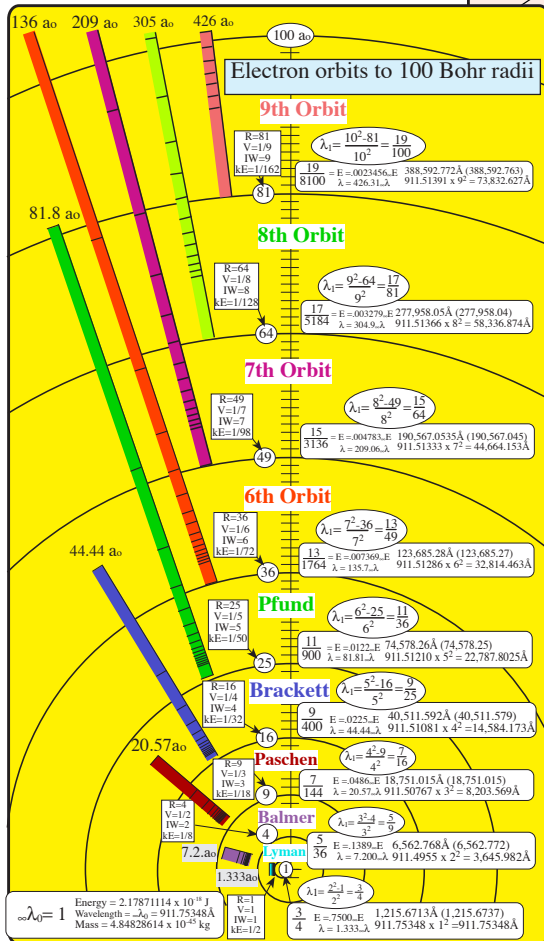 136 aₒ
209 aₒ
305 aₒ
426 aₒ
100 aₒ
Electron orbits to 100 Bohr radii
9th Orbit
R=81
V=1/9
IW=9
kE=1/162
λ₁= 10²-81 / 10² = 19 / 100
19 / 8100 = E =.0023456..E 388,592.772Å (388,592.763)
λ = 426.31..λ 911.51391 x 9² = 73,832.627Å
81
81.8 aₒ
8th Orbit
R=64
V=1/8
IW=8
kE=1/128
λ₁= 9²-64 / 9² = 17 / 81
17 / 5184 = E =.003279..E 277,958.05Å (277,958.04)
λ = 304.9..λ 911.51366 x 8² = 58,336.874Å
64
7th Orbit
R=49
V=1/7
IW=7
kE=1/98
λ₁= 8²-49 / 8² = 15 / 64
15 / 3136 = E =.004783..E 190,567.0535Å (190,567.045)
λ = 209.06..λ 911.51333 x 7² = 44,664.153Å
49
6th Orbit
R=36
V=1/6
IW=6
kE=1/72
λ₁= 7²-36 / 7² = 13 / 49
13 / 1764 = E =.007369..E 123,685.28Å (123,685.27)
λ = 135.7..λ 911.51286 x 6² = 32,814.463Å
36
44.44 aₒ
Pfund
R=25
V=1/5
IW=5
kE=1/50
λ₁= 6²-25 / 6² = 11 / 36
11 / 900 = E =.0122..E 74,578.26Å (74,578.25)
λ = 81.81..λ 911.51210 x 5² = 22,787.8025Å
25
Brackett
R=16
V=1/4
IW=4
kE=1/32
λ₁= 5²-16 / 5² = 9 / 25
9 / 400 = E =.0225..E 40,511.592Å (40,511.579)
λ = 44.44..λ 911.51081 x 4² = 14,584.173Å
16
20.57aₒ
Paschen
R=9
V=1/3
IW=3
kE=1/18
λ₁= 4²-9 / 4² = 7 / 16
7 / 144 = E =.0486..E 18,751.015Å (18,751.015)
λ = 20.57..λ 911.50767 x 3² = 8,203.569Å
9
Balmer
R=4
V=1/2
IW=2
kE=1/8
λ₁= 3²-4 / 3² = 5 / 9
5 / 36 = E =.1389..E 6,562.768Å (6,562.772)
λ = 7.200..λ 911.4955 x 2² = 3,645.982Å
4
7.2.aₒ
Lyman
1
1.333aₒ
R=1
V=1
IW=1
kE=1/2
λ₁= 2²-1 / 2² = 3 / 4
3 / 4 E =.7500..E 1,215.6713Å (1,215.6737)
λ = 1.333..λ 911.75348 x 1² =911.75348Å
∞λ₀= 1
Energy = 2.17871114 x 10⁻¹⁸ J
Wavelength = ∞λ₀ = 911.75348Å
Mass = 4.84828614 x 10⁻⁴⁵ kg